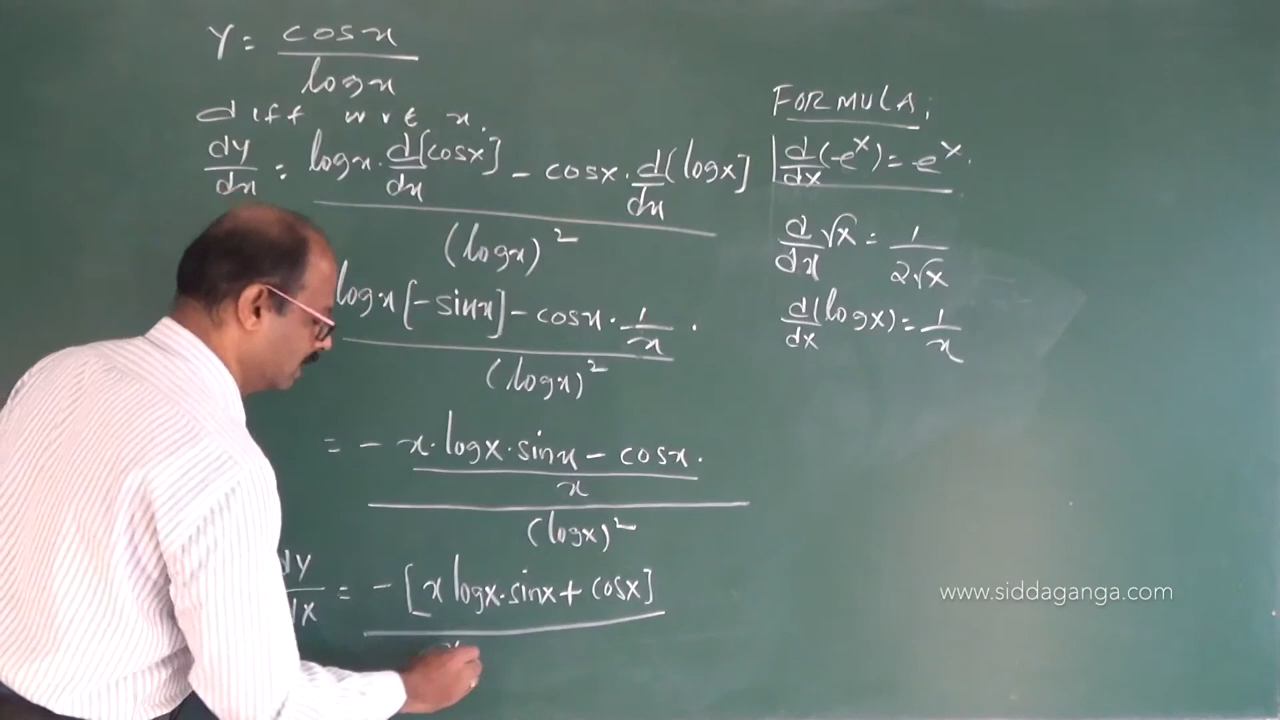 Y = cosx / logx
diff w r t x.
dy/dx = logx. d/dx [cosx] - cosx. d/dx (logx] / (logx)²
logx [-sinx] - cosx. 1/x . / (logx)²
= - x. logx. sinx - cosx. / x / (logx)²
dy/dx = -[x logx. sinx + cosx] /
FORMULA;
d/dx (e^x) = e^x.
d/dx √x = 1 / 2√x
d/dx (logx) = 1/x
www.siddaganga.com